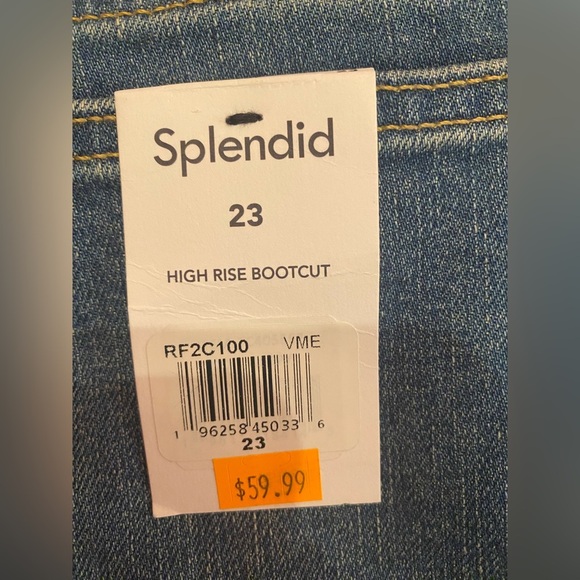 Splendid
23
HIGH RISE BOOTCUT
RF2C100 VME
1 96258 45033 6
23
$59.99